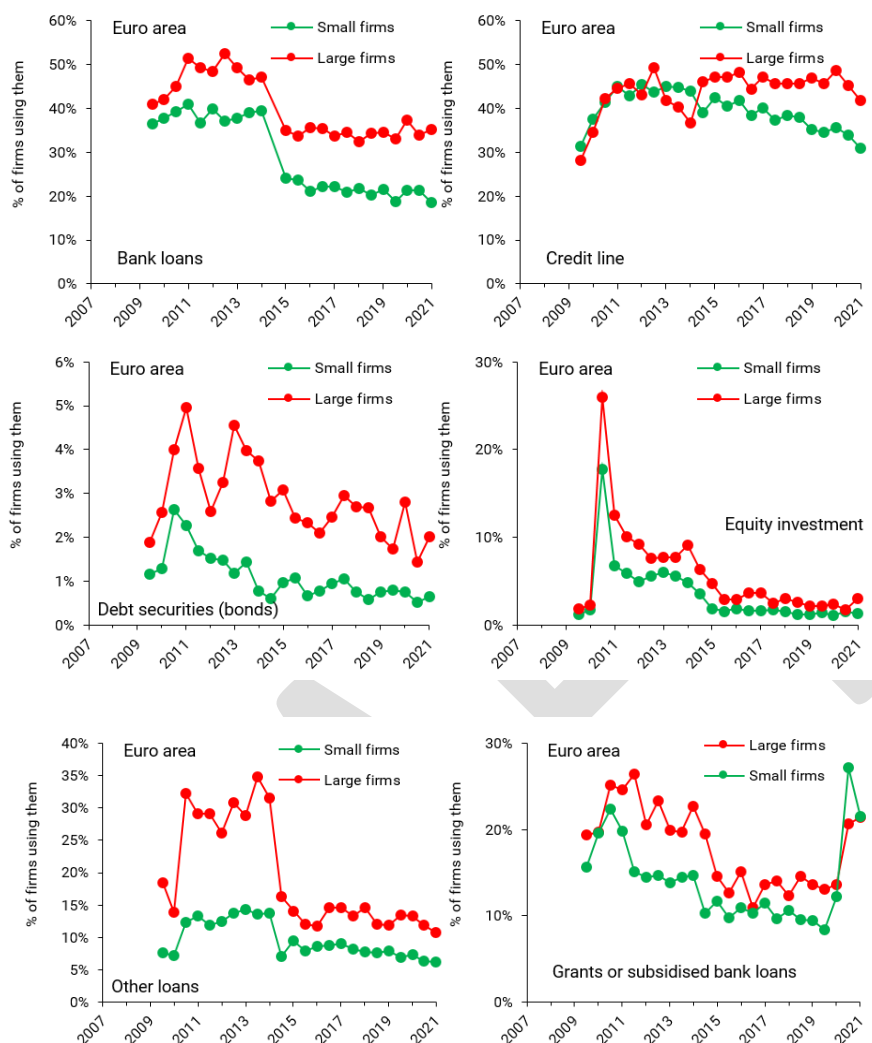 Euro area
Small firms
Large firms
% of firms using them
60%
50%
40%
30%
20%
10%
0%
Bank loans
2007
2009
2011
2013
2015
2017
2019
2021
Euro area
Small firms
Large firms
% of firms using them
60%
50%
40%
30%
20%
10%
0%
Credit line
2007
2009
2011
2013
2015
2017
2019
2021
Euro area
Small firms
Large firms
% of firms using them
6%
5%
4%
3%
2%
1%
0%
Debt securities (bonds)
2007
2009
2011
2013
2015
2017
2019
2021
Euro area
Small firms
Large firms
% of firms using them
30%
20%
10%
0%
Equity investment
2007
2009
2011
2013
2015
2017
2019
2021
Euro area
Small firms
Large firms
% of firms using them
40%
35%
30%
25%
20%
15%
10%
5%
0%
Other loans
2007
2009
2011
2013
2015
2017
2019
2021
Euro area
Large firms
Small firms
% of firms using them
30%
20%
10%
0%
Grants or subsidised bank loans
2007
2009
2011
2013
2015
2017
2019
2021